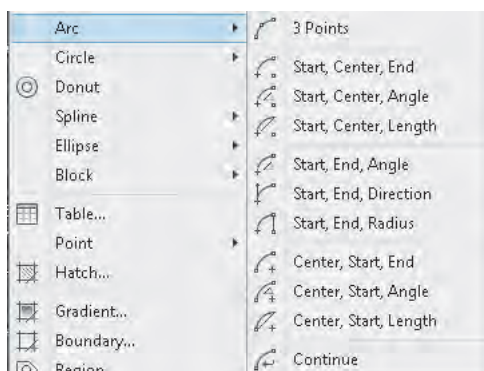 Arc
Circle
Donut
Spline
Ellipse
Block
Table...
Point
Hatch...
Gradient...
Boundary...
Region
3 Points
Start, Center, End
Start, Center, Angle
Start, Center, Length
Start, End, Angle
Start, End, Direction
Start, End, Radius
Center, Start, End
Center, Start, Angle
Center, Start, Length
Continue